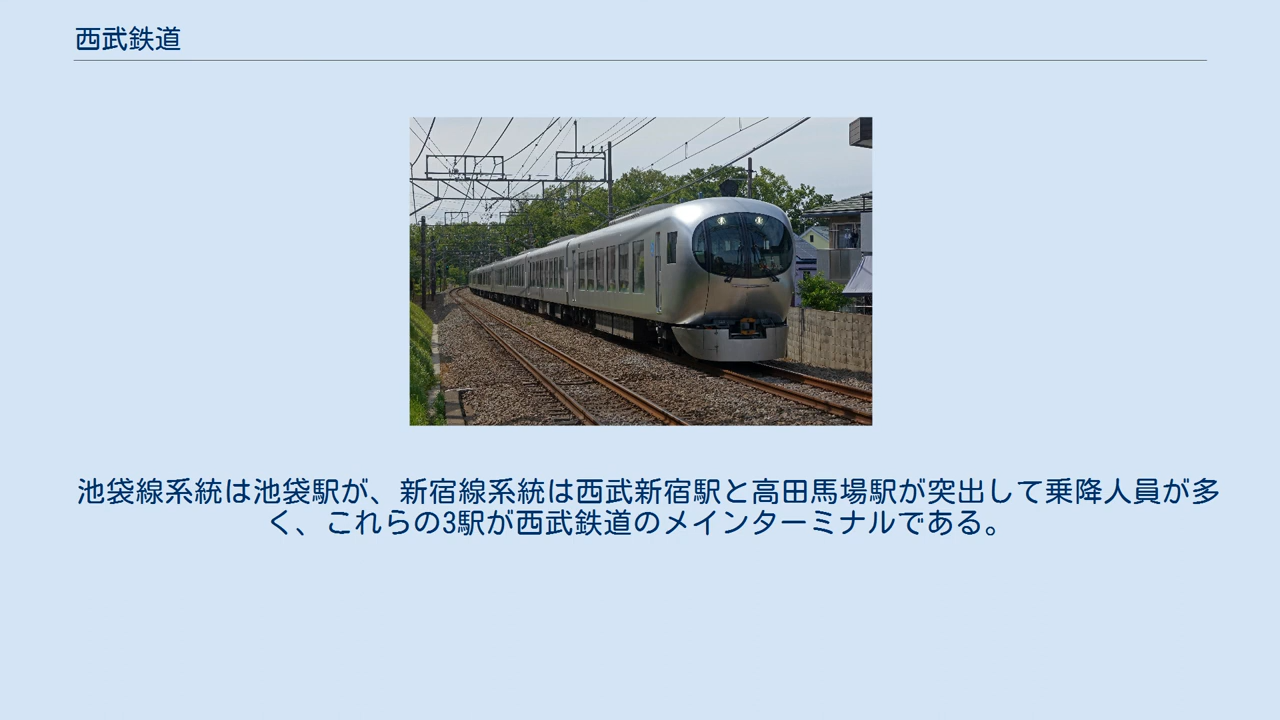 西武鉄道
池袋線系統は池袋駅が、新宿線系統は西武新宿駅と高田馬場駅が突出して乗降人員が多
く、これらの3駅が西武鉄道のメインターミナルである。